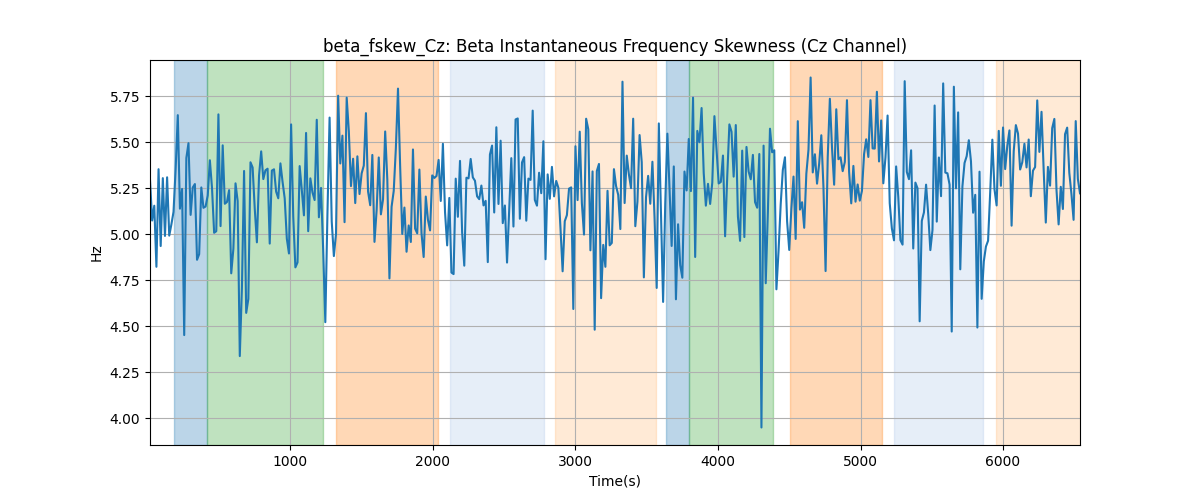 beta_fskew_Cz: Beta Instantaneous Frequency Skewness (Cz Channel)
5.75
5.50
5.25
5.00
4.75
4.50
4.25
4.00
Hz
1000 2000 3000 4000 5000 6000
Time(s)